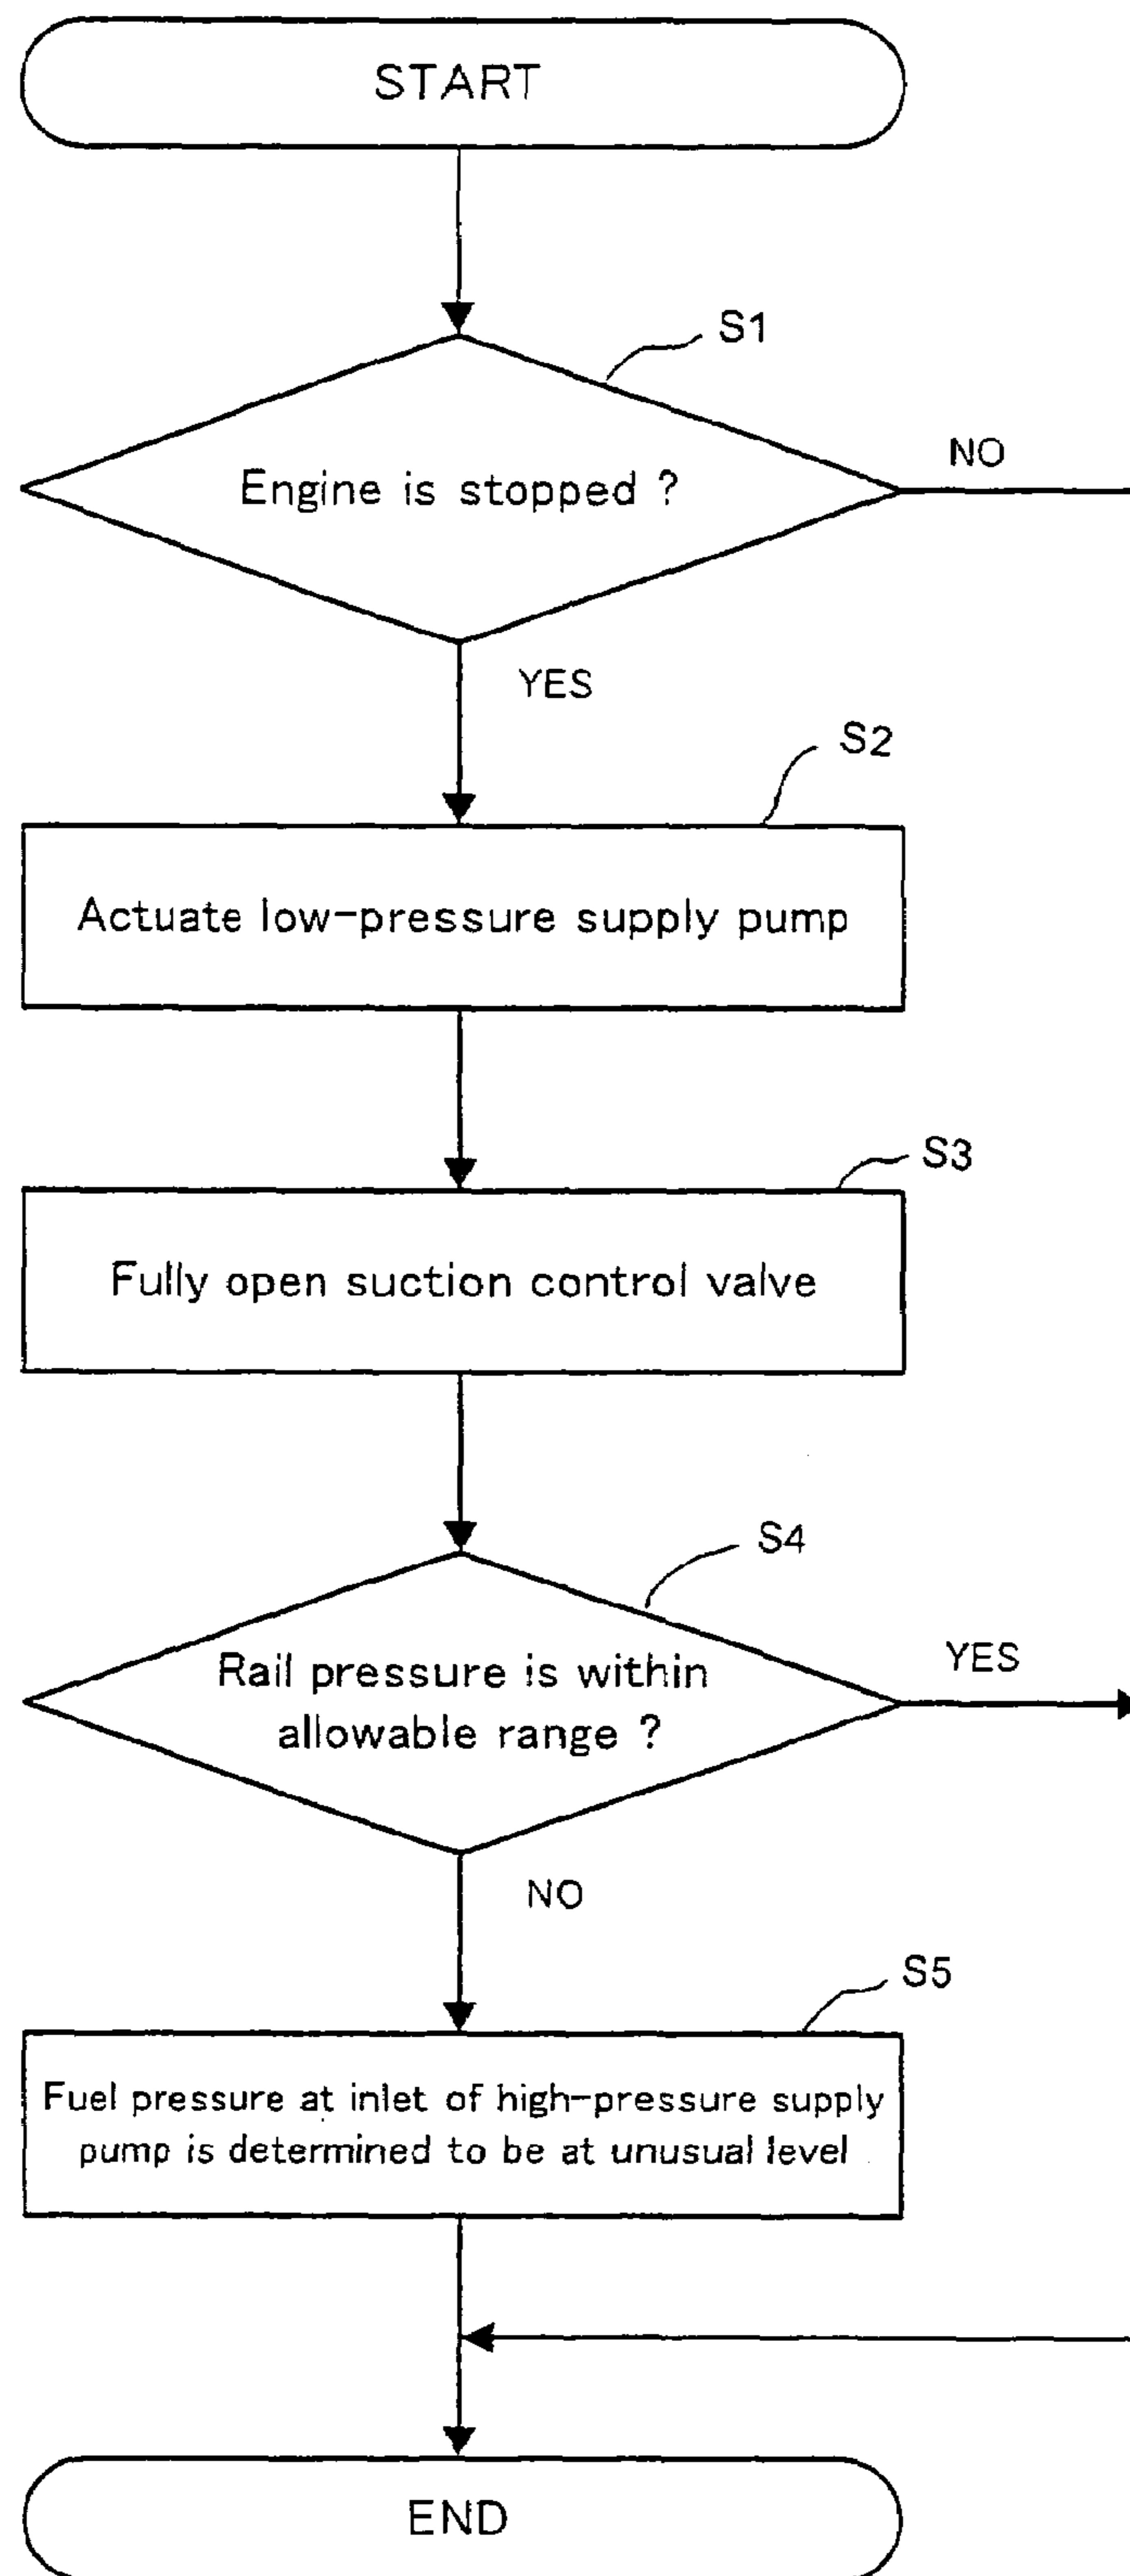 START
S1
Engine is stopped ?
NO
YES
S2
Actuate low-pressure supply pump
S3
Fully open suction control valve
S4
Rail pressure is within
allowable range ?
YES
NO
S5
Fuel pressure at inlet of high-pressure supply
pump is determined to be at unusual level
END